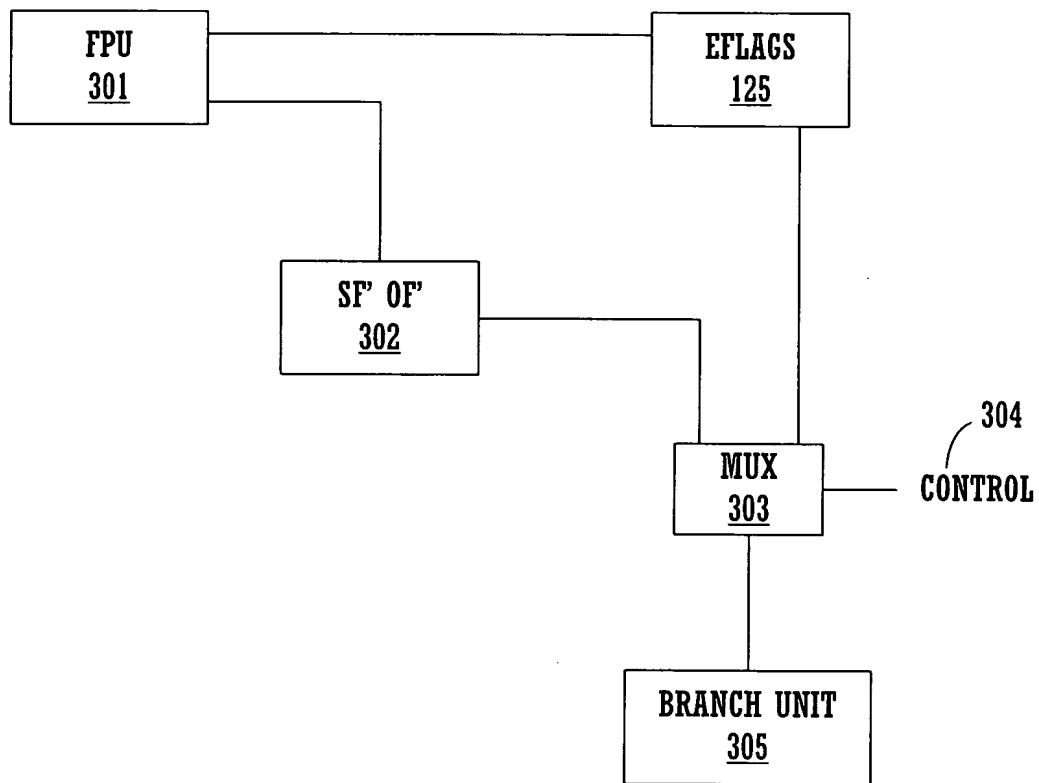 FPU
301
EFLAGS
125
SF' OF'
302
304
MUX
303
CONTROL
BRANCH UNIT
305